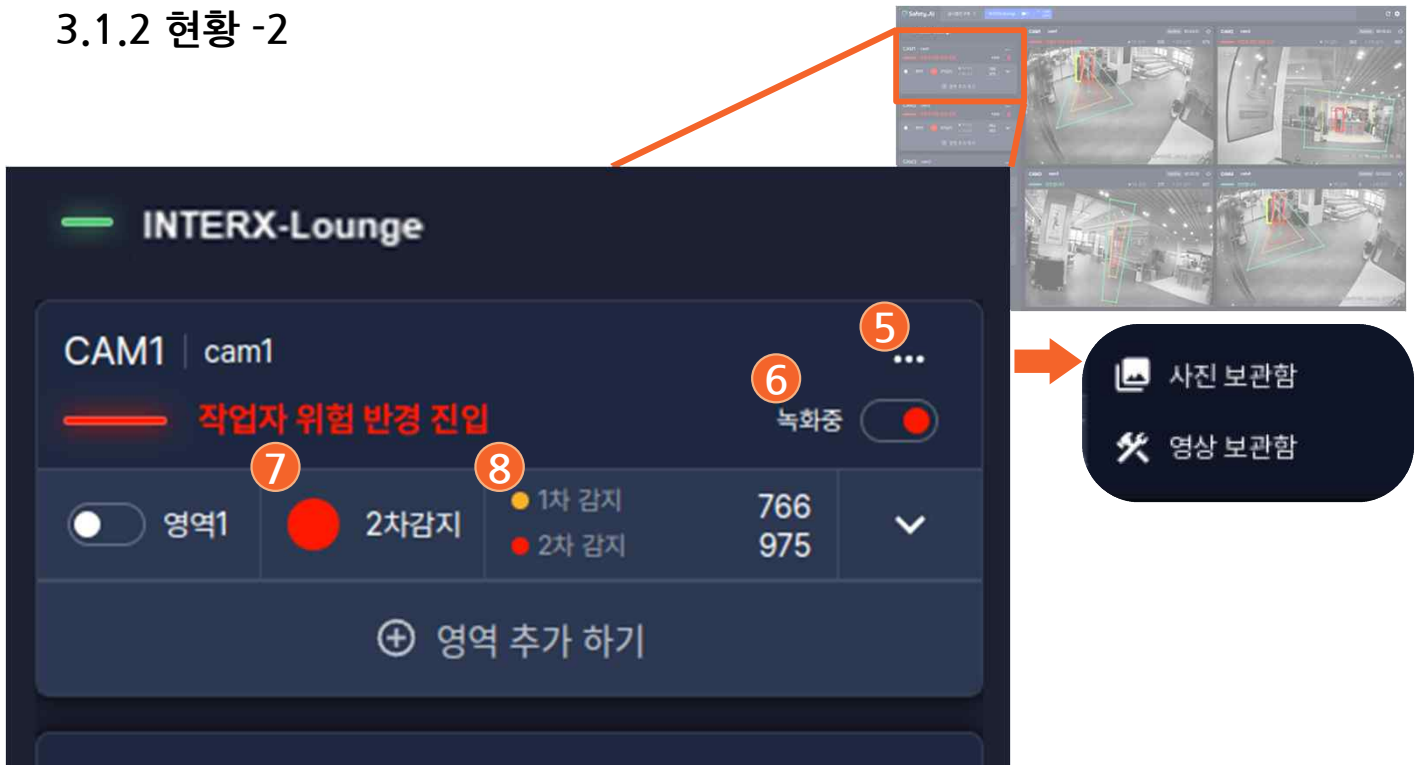 3.1.2 현황 -2
Safety.AI
INTERX-Lounge
CAM1 cam1
5
작업자 위험 반경 진입
6
녹화중
영역1
7
2차감지
8
1차 감지 766
2차 감지 975
영역 추가 하기
사진 보관함
영상 보관함